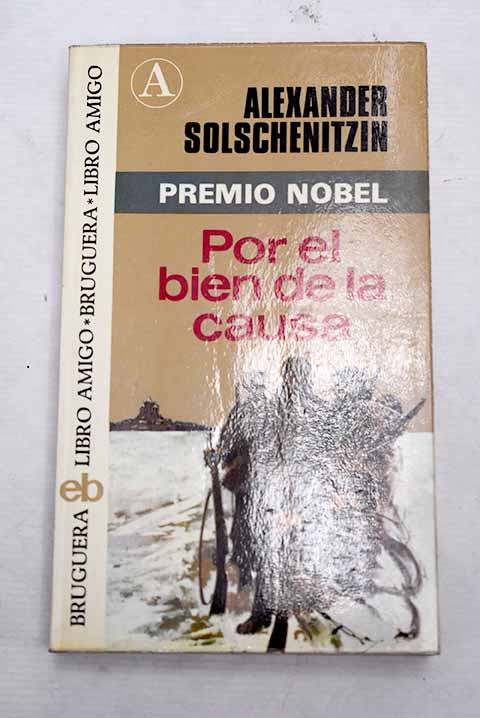 A
ALEXANDER
SOLSCHENITZIN
PREMIO NOBEL
Por el
bien de la
causa
BRUGUERA eb LIBRO AMIGO*BRUGUERA*LIBRO AMIGO